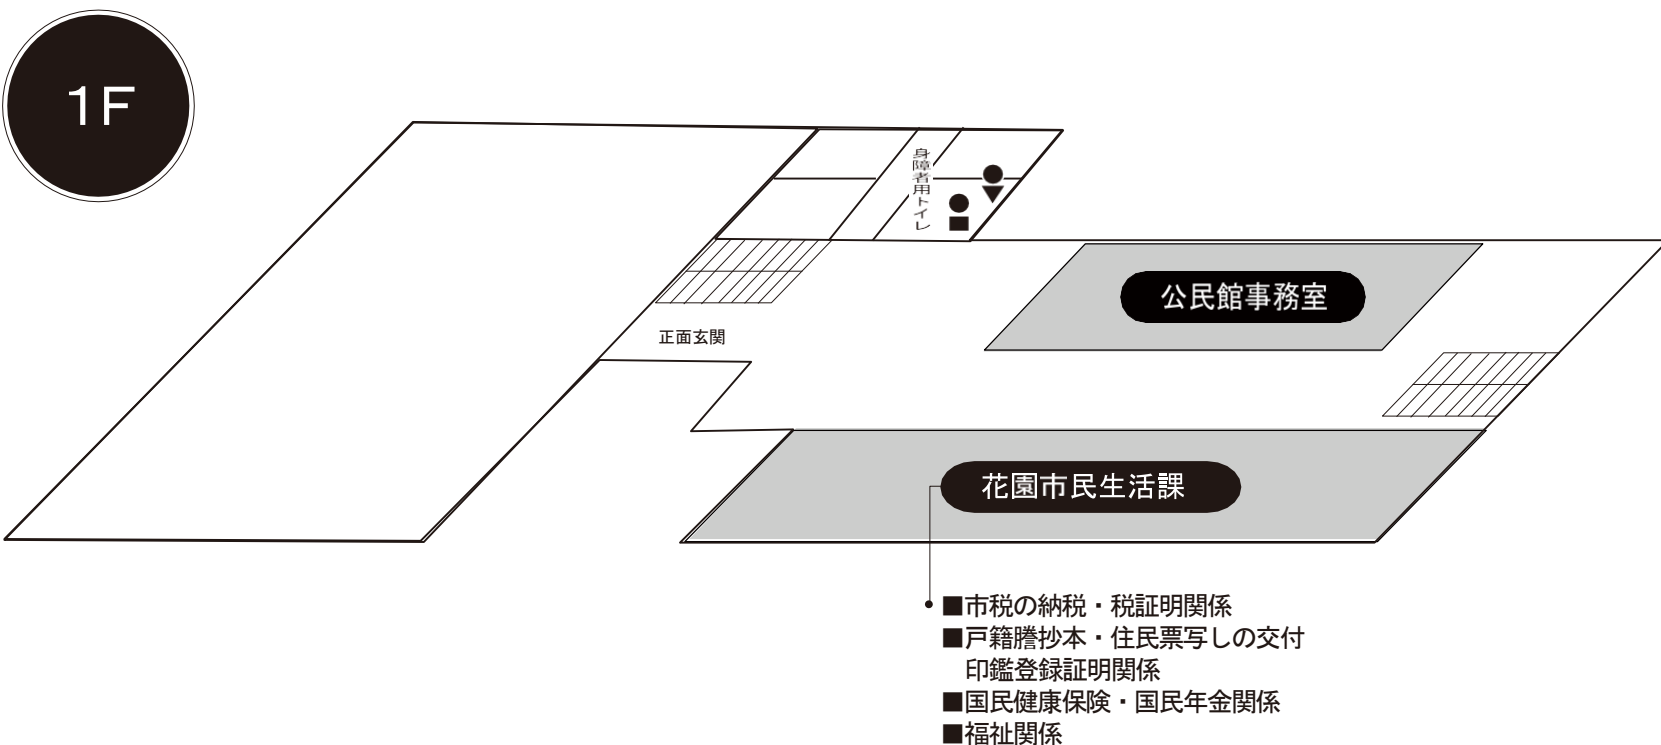 1F
身障者用トイレ
公民館事務室
正面玄関
花園市民生活課
■市税の納税・税証明関係
■戸籍謄抄本・住民票写しの交付
印鑑登録証明関係
■国民健康保険・国民年金関係
■福祉関係